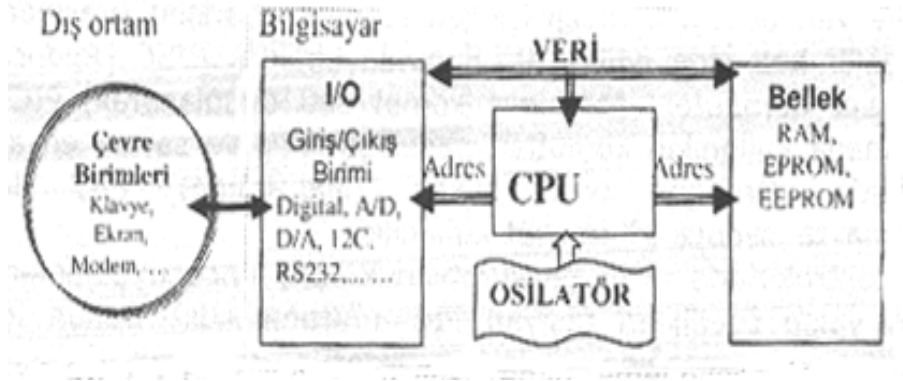 Dış ortam
Bilgisayar
Çevre
Birimleri
Klavye,
Ekran,
Modem,…
I/O
Giriş/Çıkış
Birimi
Digital, A/D,
D/A, 12C,
RS232......
VERİ
Adres
CPU
Adres
OSİLATÖR
Bellek
RAM,
EPROM,
EEPROM